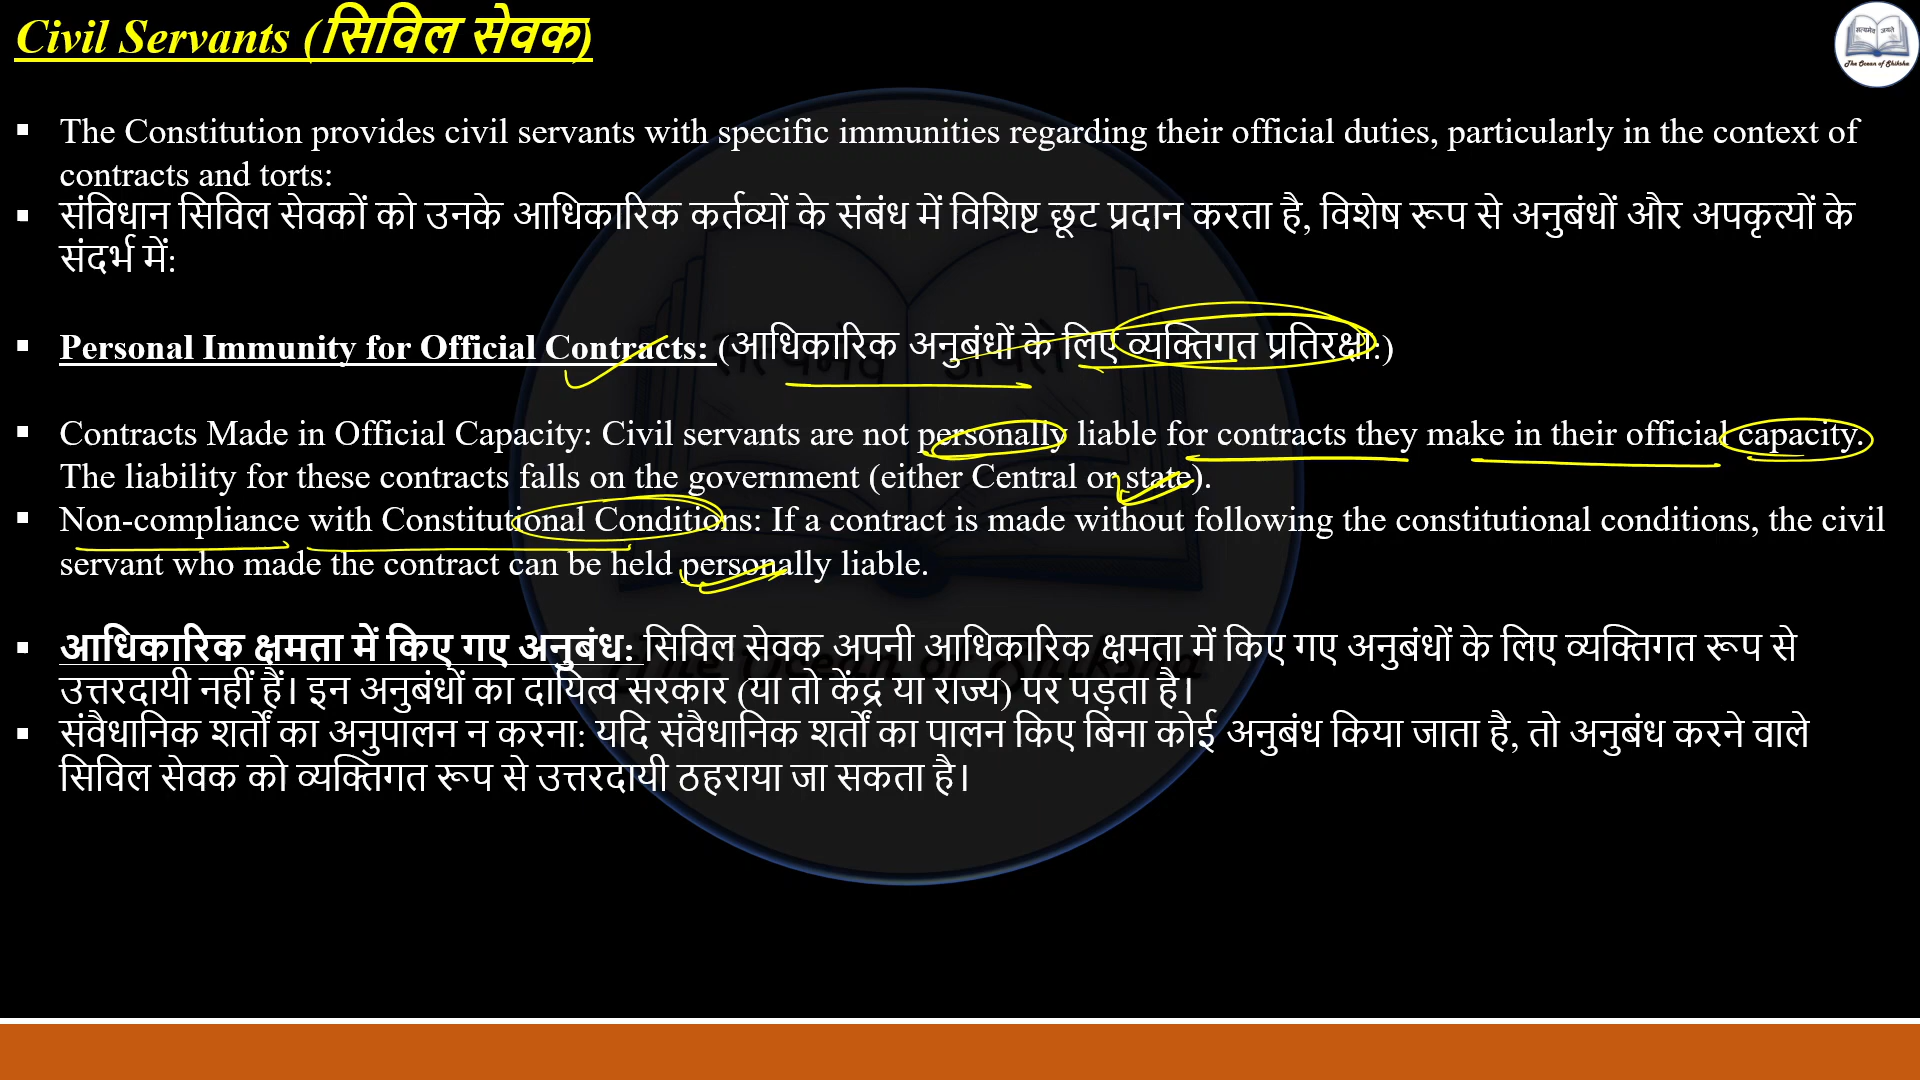 Civil Servants (सिविल सेवक)
सत्यमेव जयते
The Ocean of Shiksha
▪ The Constitution provides civil servants with specific immunities regarding their official duties, particularly in the context of
contracts and torts:
▪ संविधान सिविल सेवकों को उनके आधिकारिक कर्तव्यों के संबंध में विशिष्ट छूट प्रदान करता है, विशेष रूप से अनुबंधों और अपकृत्यों के
संदर्भ में:
▪ Personal Immunity for Official Contracts: (आधिकारिक अनुबंधों के लिए व्यक्तिगत प्रतिरक्षा:)
▪ Contracts Made in Official Capacity: Civil servants are not personally liable for contracts they make in their official capacity.
The liability for these contracts falls on the government (either Central or state).
▪ Non-compliance with Constitutional Conditions: If a contract is made without following the constitutional conditions, the civil
servant who made the contract can be held personally liable.
▪ आधिकारिक क्षमता में किए गए अनुबंध: सिविल सेवक अपनी आधिकारिक क्षमता में किए गए अनुबंधों के लिए व्यक्तिगत रूप से
उत्तरदायी नहीं हैं। इन अनुबंधों का दायित्व सरकार (या तो केंद्र या राज्य) पर पड़ता है।
▪ संवैधानिक शर्तों का अनुपालन न करना: यदि संवैधानिक शर्तों का पालन किए बिना कोई अनुबंध किया जाता है, तो अनुबंध करने वाले
सिविल सेवक को व्यक्तिगत रूप से उत्तरदायी ठहराया जा सकता है।